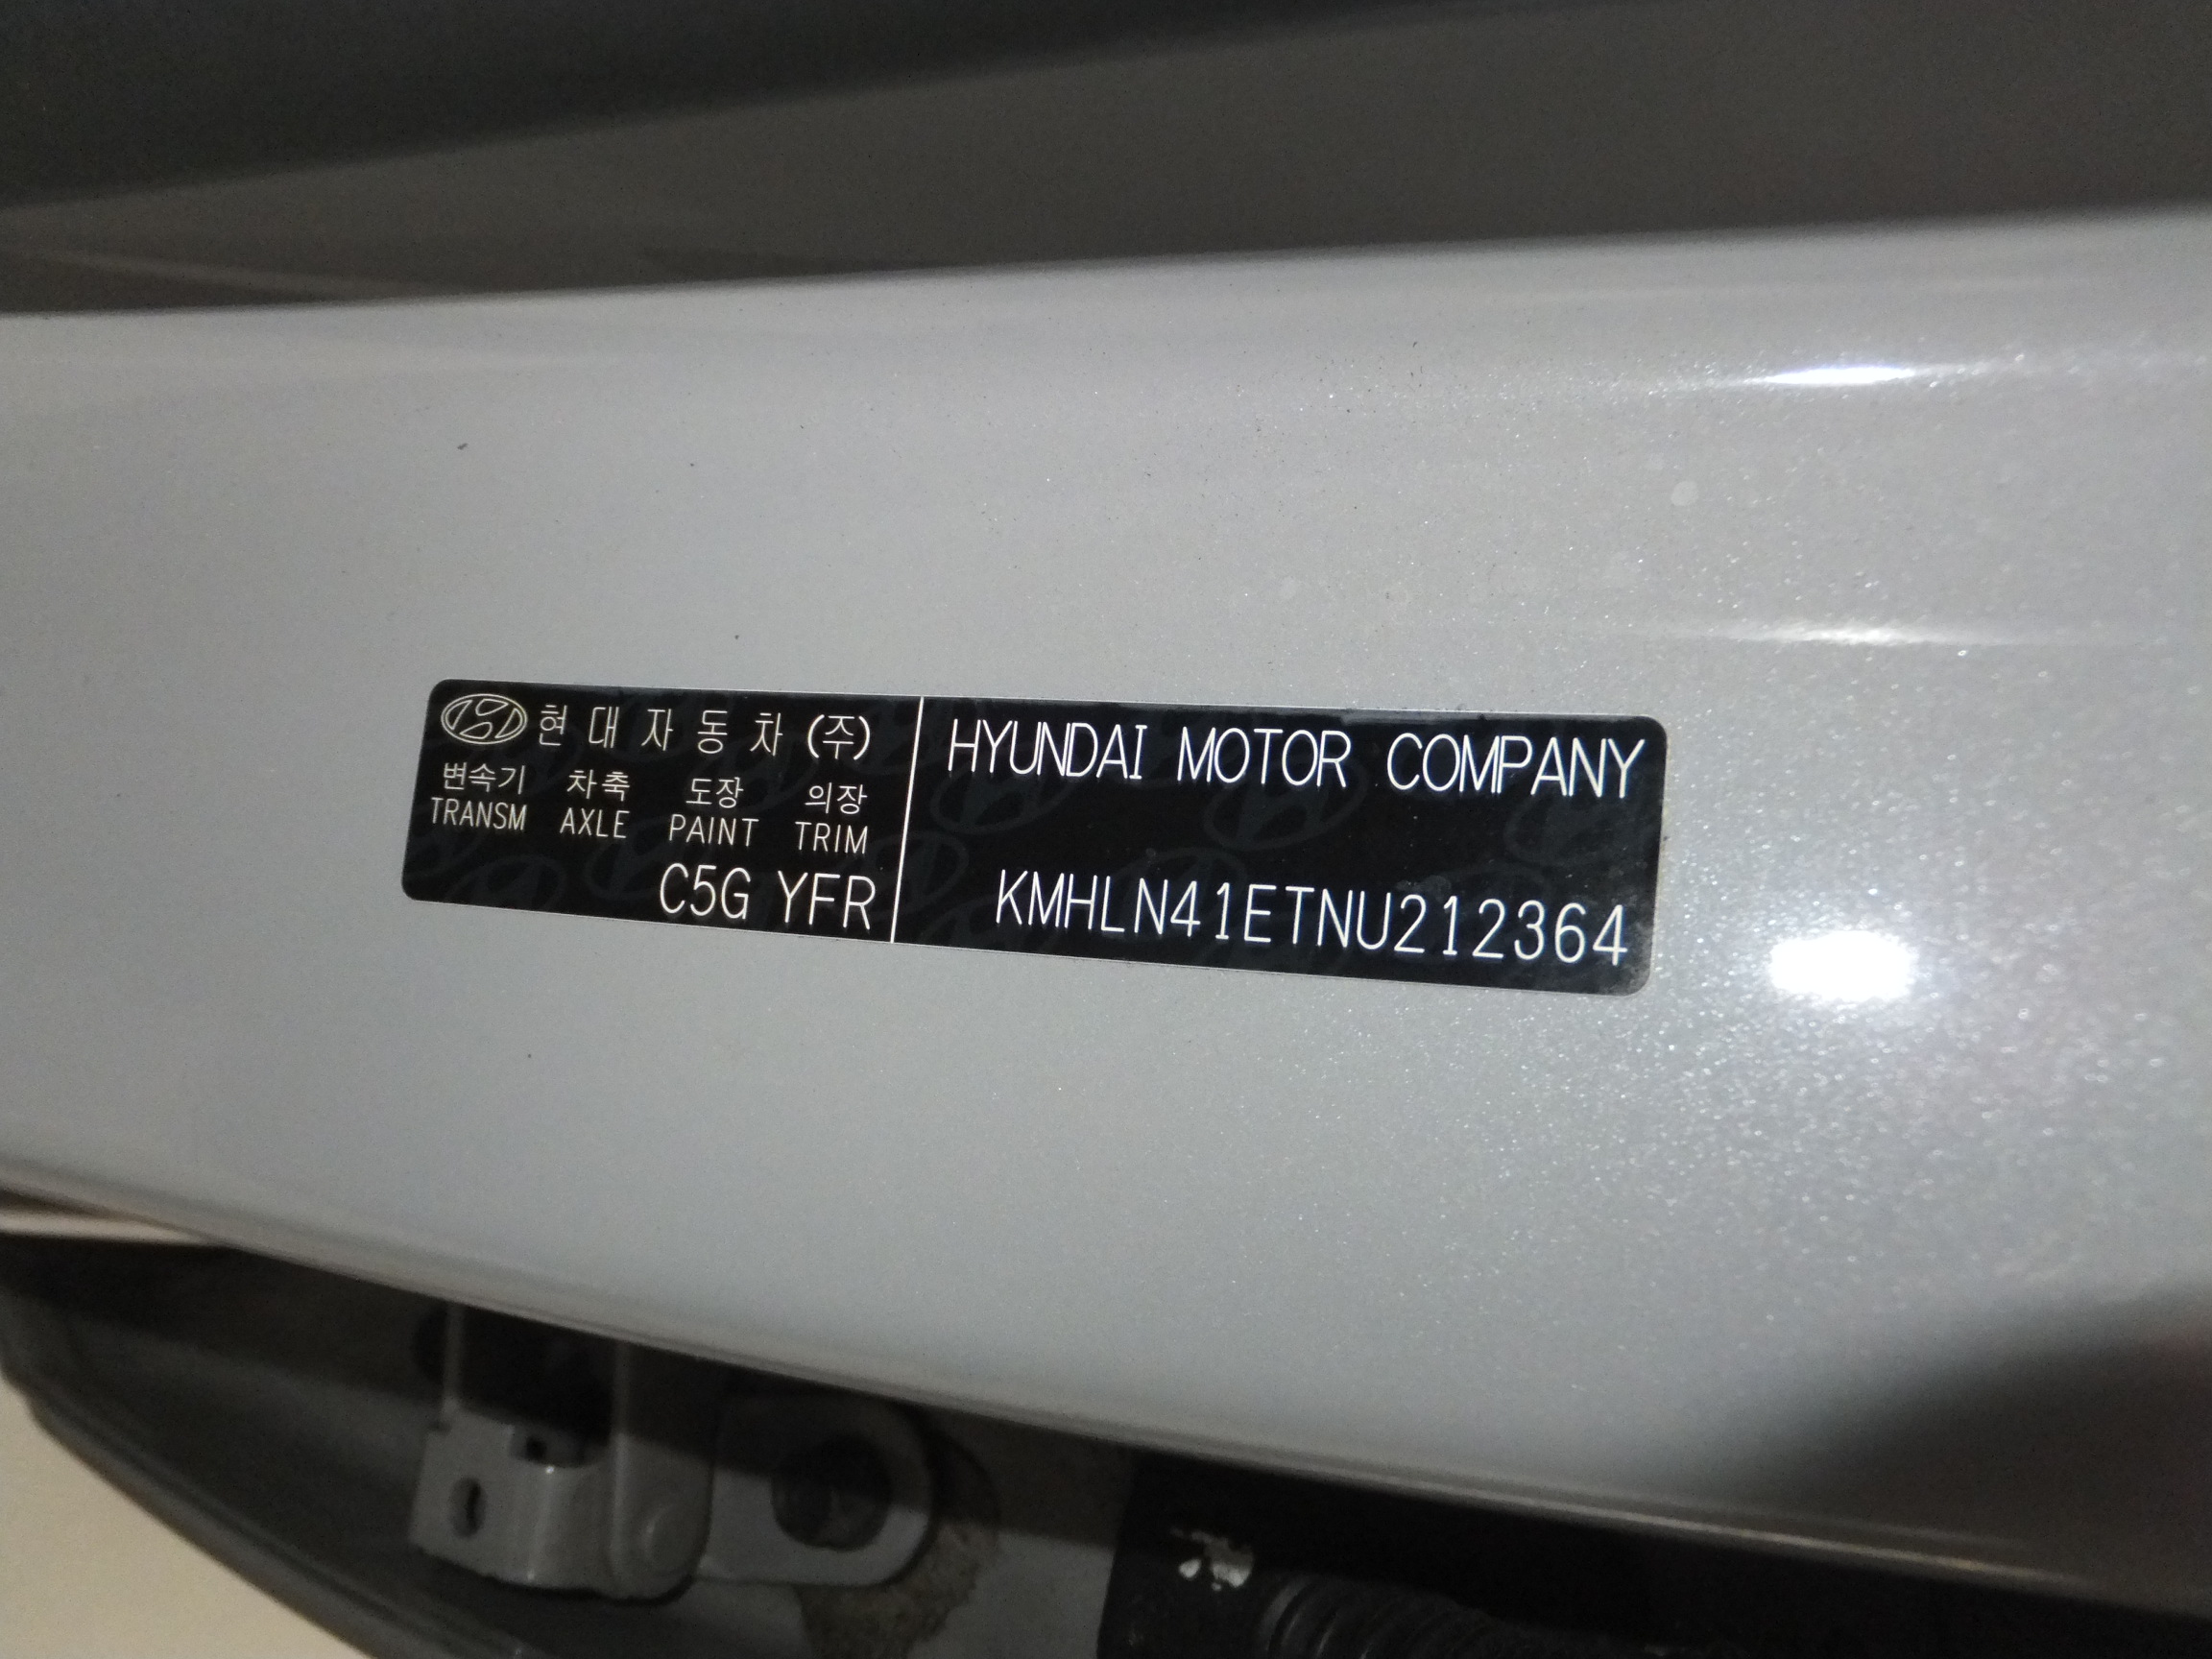 현대자동차(주)
변속기 차축 도장 의장
TRANSM AXLE PAINT TRIM
C5G YFR
HYUNDAI MOTOR COMPANY
KMHLN41ETNU212364